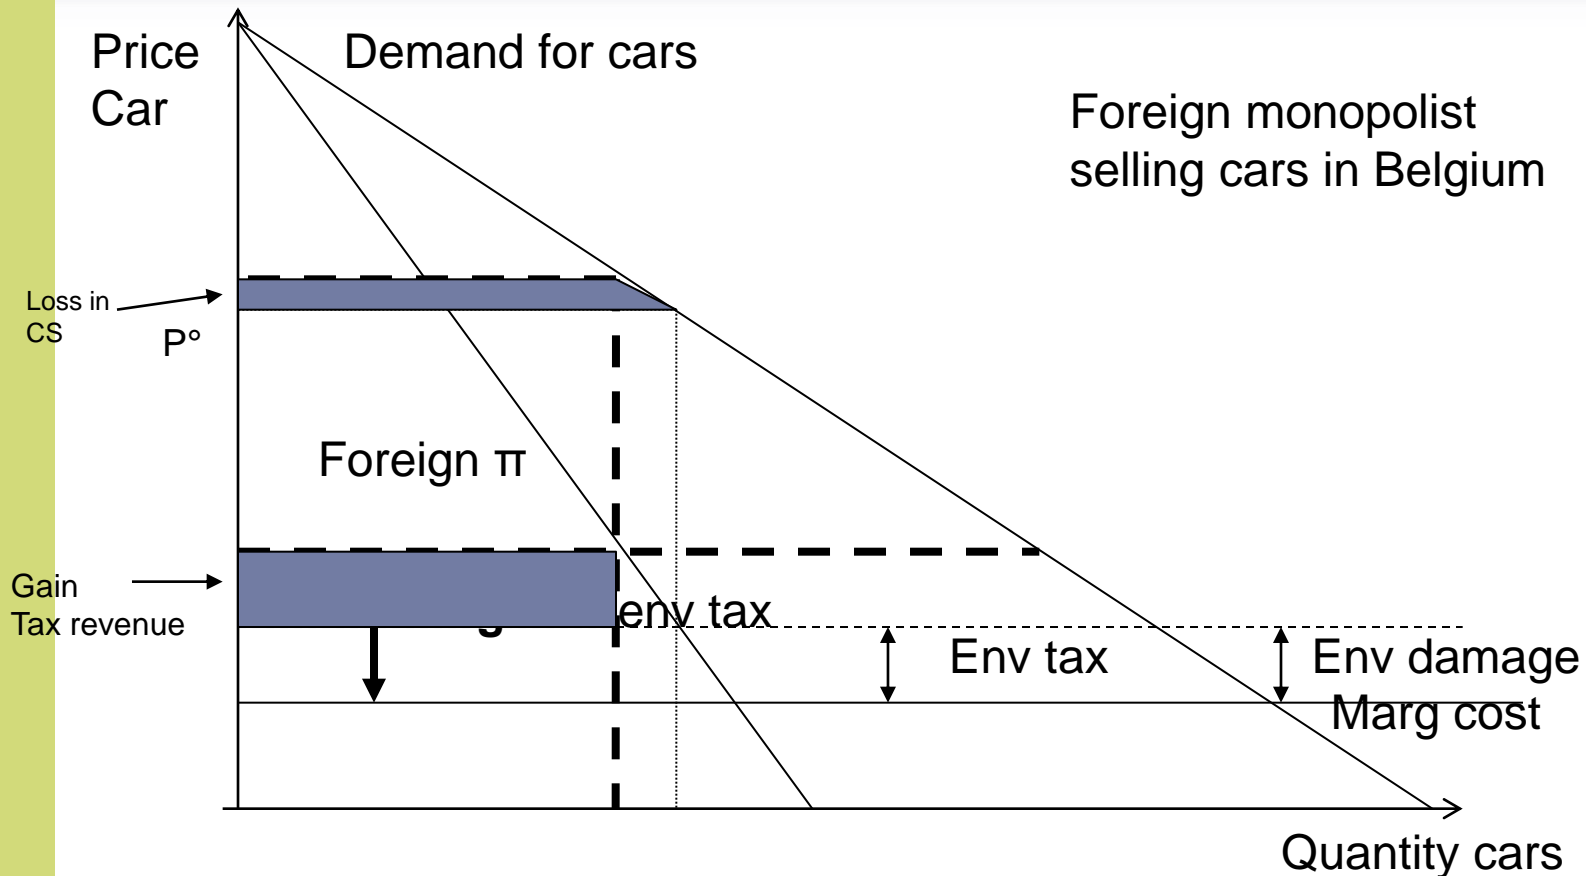 Price
Car
Demand for cars
Foreign monopolist
selling cars in Belgium
Loss in
CS
P°
Foreign π
Gain
Tax revenue
env tax
Env tax
Env damage
Marg cost
Quantity cars